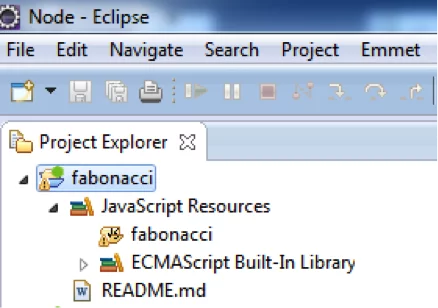 Node - Eclipse
File Edit Navigate Search Project Emmet
Project Explorer
fabonacci
JavaScript Resources
fabonacci
ECMAScript Built-In Library
README.md